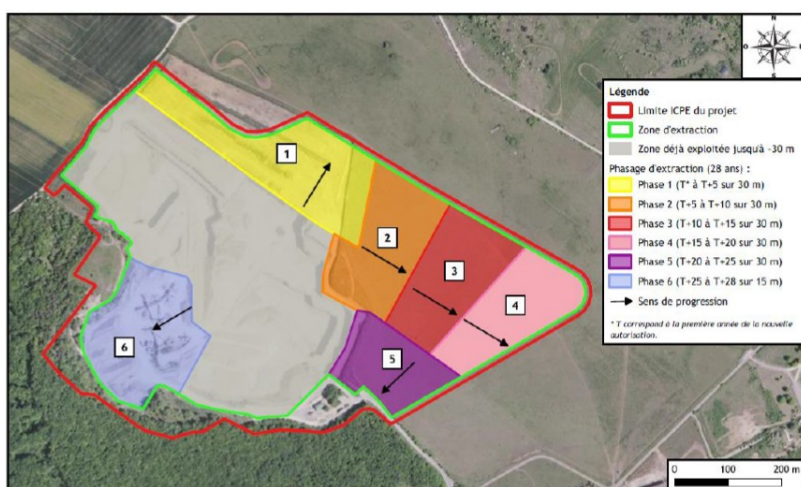 N
O
E
S
Légende
Limite ICPE du projet
Zone d'extraction
Zone déjà exploitée jusqu'à -30 m
Phasage d'extraction (28 ans) :
Phase 1 (T* à T+5 sur 30 m)
Phase 2 (T+5 à T+10 sur 30 m)
Phase 3 (T+10 à T+15 sur 30 m)
Phase 4 (T+15 à T+20 sur 30 m)
Phase 5 (T+20 à T+25 sur 30 m)
Phase 6 (T+25 à T+28 sur 15 m)
Sens de progression
* T correspond à la première année de la nouvelle
autorisation.
1
2
3
4
5
6
0 100 200 m